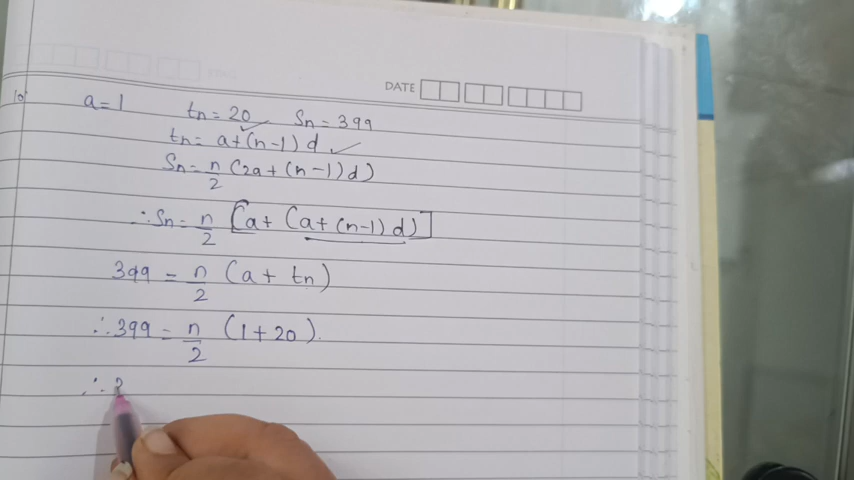 DATE
10) a=1 tn = 20 Sn = 399
tn = a+(n-1) d ✓
Sn = n/2 (2a + (n-1) d)
∴ Sn = n/2 [a + (a + (n-1) d)]
399 = n/2 (a + tn)
∴ 399 = n/2 (1 + 20).
∴